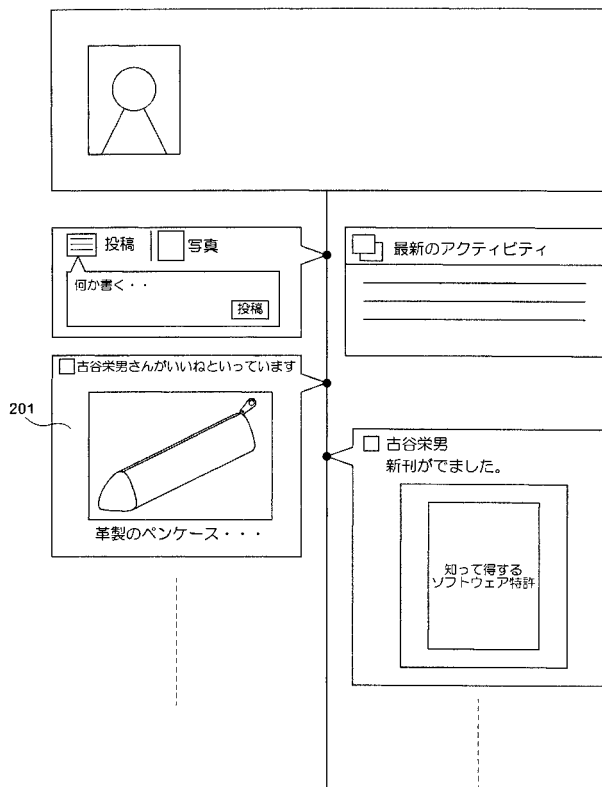 投稿
写真
何か書く・・
投稿
最新のアクティビティ
古谷栄男さんがいいねといっています
201
革製のペンケース・・・
古谷栄男
新刊がでました。
知って得する
ソフトウェア特許